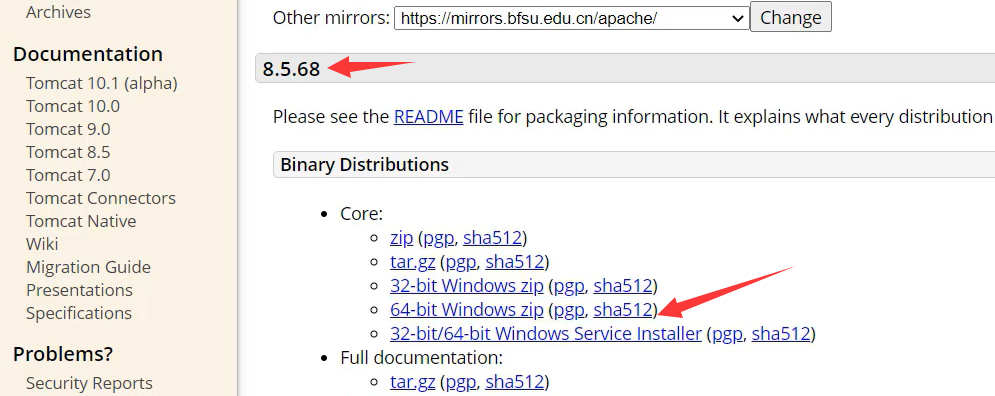 Archives
Documentation
Tomcat 10.1 (alpha)
Tomcat 10.0
Tomcat 9.0
Tomcat 8.5
Tomcat 7.0
Tomcat Connectors
Tomcat Native
Wiki
Migration Guide
Presentations
Specifications
Problems?
Security Reports
Other mirrors: https://mirrors.bfsu.edu.cn/apache/ Change
8.5.68
Please see the README file for packaging information. It explains what every distribution
Binary Distributions
• Core:
◦ zip (pgp, sha512)
◦ tar.gz (pgp, sha512)
◦ 32-bit Windows zip (pgp, sha512)
◦ 64-bit Windows zip (pgp, sha512)
◦ 32-bit/64-bit Windows Service Installer (pgp, sha512)
• Full documentation:
◦ tar.gz (pgp, sha512)